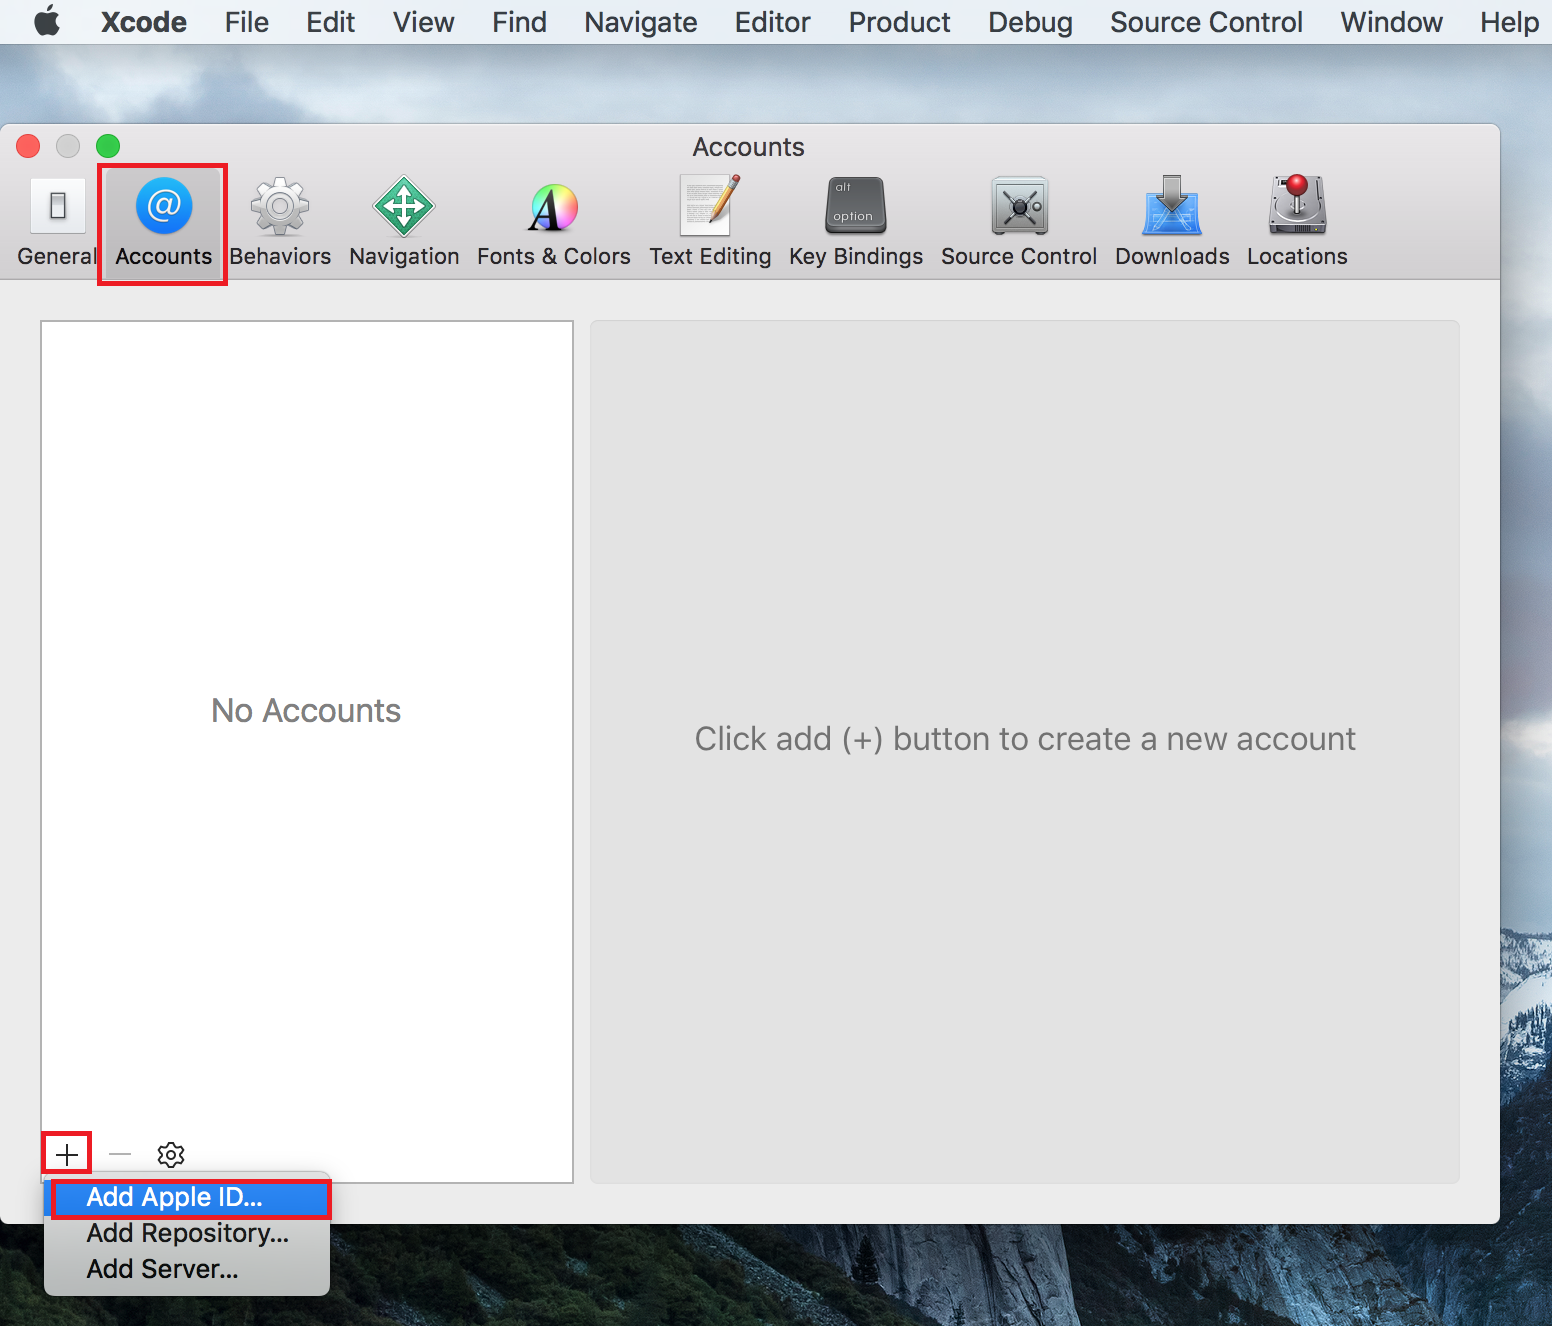 Xcode File Edit View Find Navigate Editor Product Debug Source Control Window Help
Accounts
@
alt
option
General Accounts Behaviors Navigation Fonts & Colors Text Editing Key Bindings Source Control Downloads Locations
No Accounts
Click add (+) button to create a new account
Add Apple ID...
Add Repository...
Add Server...